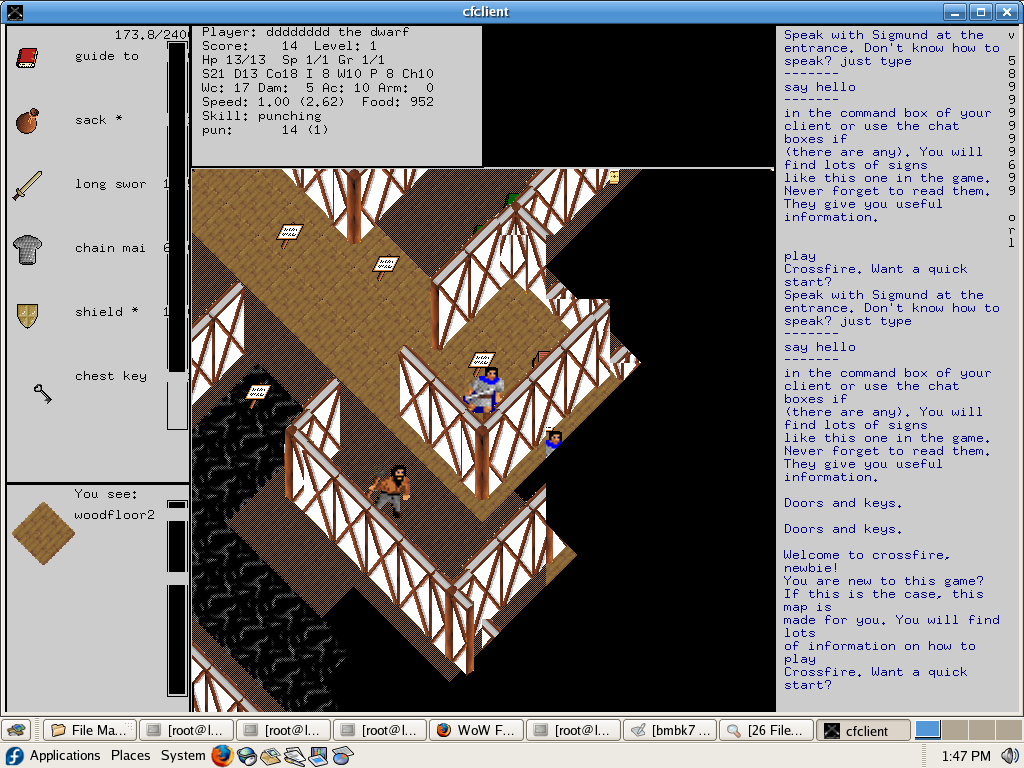 cfclient
173.8/240
guide to
sack *
long swor
chain mai
shield *
chest key
You see:
woodfloor2
Player: dddddddd the dwarf
Score: 14 Level: 1
Hp 13/13 Sp 1/1 Gr 1/1
S21 D13 Co18 I 8 W10 P 8 Ch10
Wc: 17 Dam: 5 Ac: 10 Arm: 0
Speed: 1.00 (2.62) Food: 952
Skill: punching
pun: 14 (1)
Speak with Sigmund at the
entrance. Don't know how to
speak? just type
-------
say hello
-------
in the command box of your
client or use the chat
boxes if
(there are any). You will
find lots of signs
like this one in the game.
Never forget to read them.
They give you useful
information.
play
Crossfire. Want a quick
start?
Speak with Sigmund at the
entrance. Don't know how to
speak? just type
-------
say hello
-------
in the command box of your
client or use the chat
boxes if
(there are any). You will
find lots of signs
like this one in the game.
Never forget to read them.
They give you useful
information.
Doors and keys.
Doors and keys.
Welcome to crossfire,
newbie!
You are new to this game?
If this is the case, this
map is
made for you. You will find
lots
of information on how to
play
Crossfire. Want a quick
start?
v
5
8
9
9
9
9
9
6
9
9
o
r
l
File Ma...
[root@l...
[root@l...
[root@l...
WoW F...
[root@l...
[bmbk7 ...
[26 File...
cfclient
Applications Places System
1:47 PM